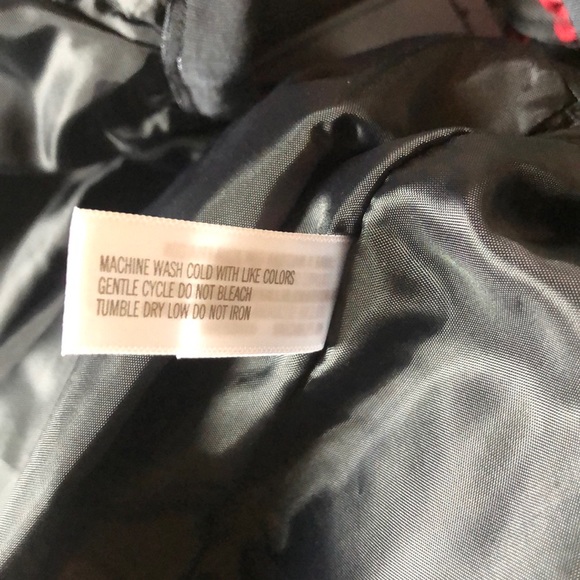 MACHINE WASH COLD WITH LIKE COLORS
GENTLE CYCLE DO NOT BLEACH
TUMBLE DRY LOW DO NOT IRON